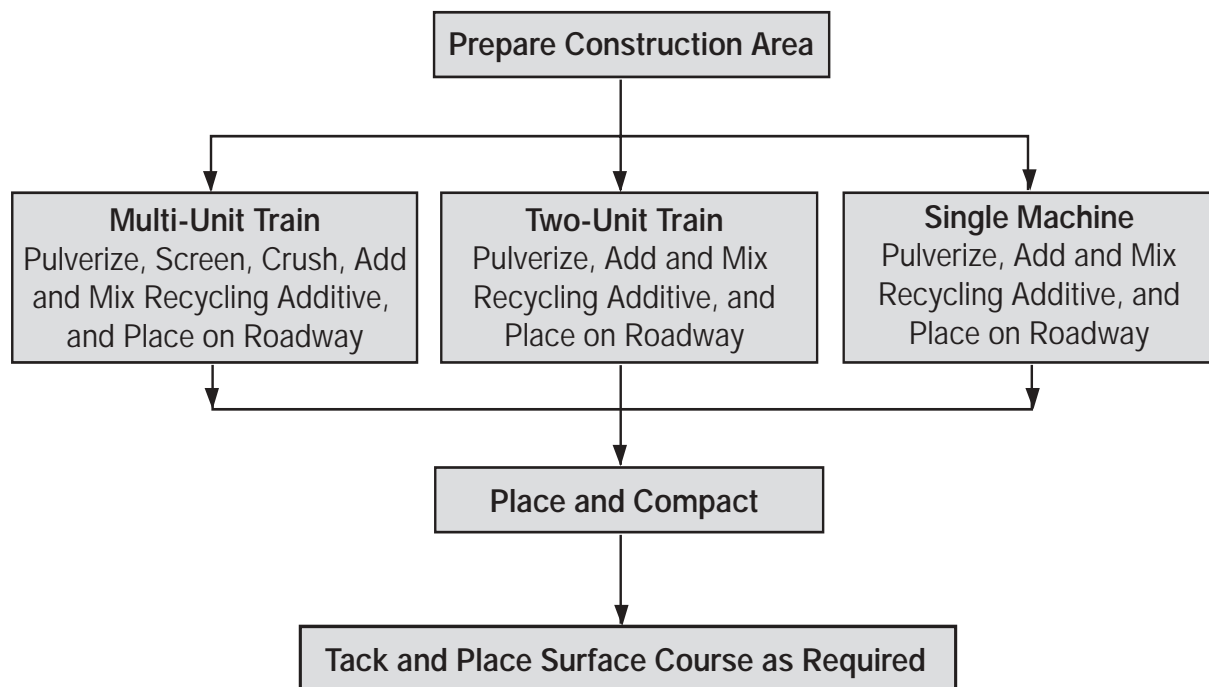 Prepare Construction Area
Multi-Unit Train
Pulverize, Screen, Crush, Add
and Mix Recycling Additive,
and Place on Roadway
Two-Unit Train
Pulverize, Add and Mix
Recycling Additive, and
Place on Roadway
Single Machine
Pulverize, Add and Mix
Recycling Additive, and
Place on Roadway
Place and Compact
Tack and Place Surface Course as Required